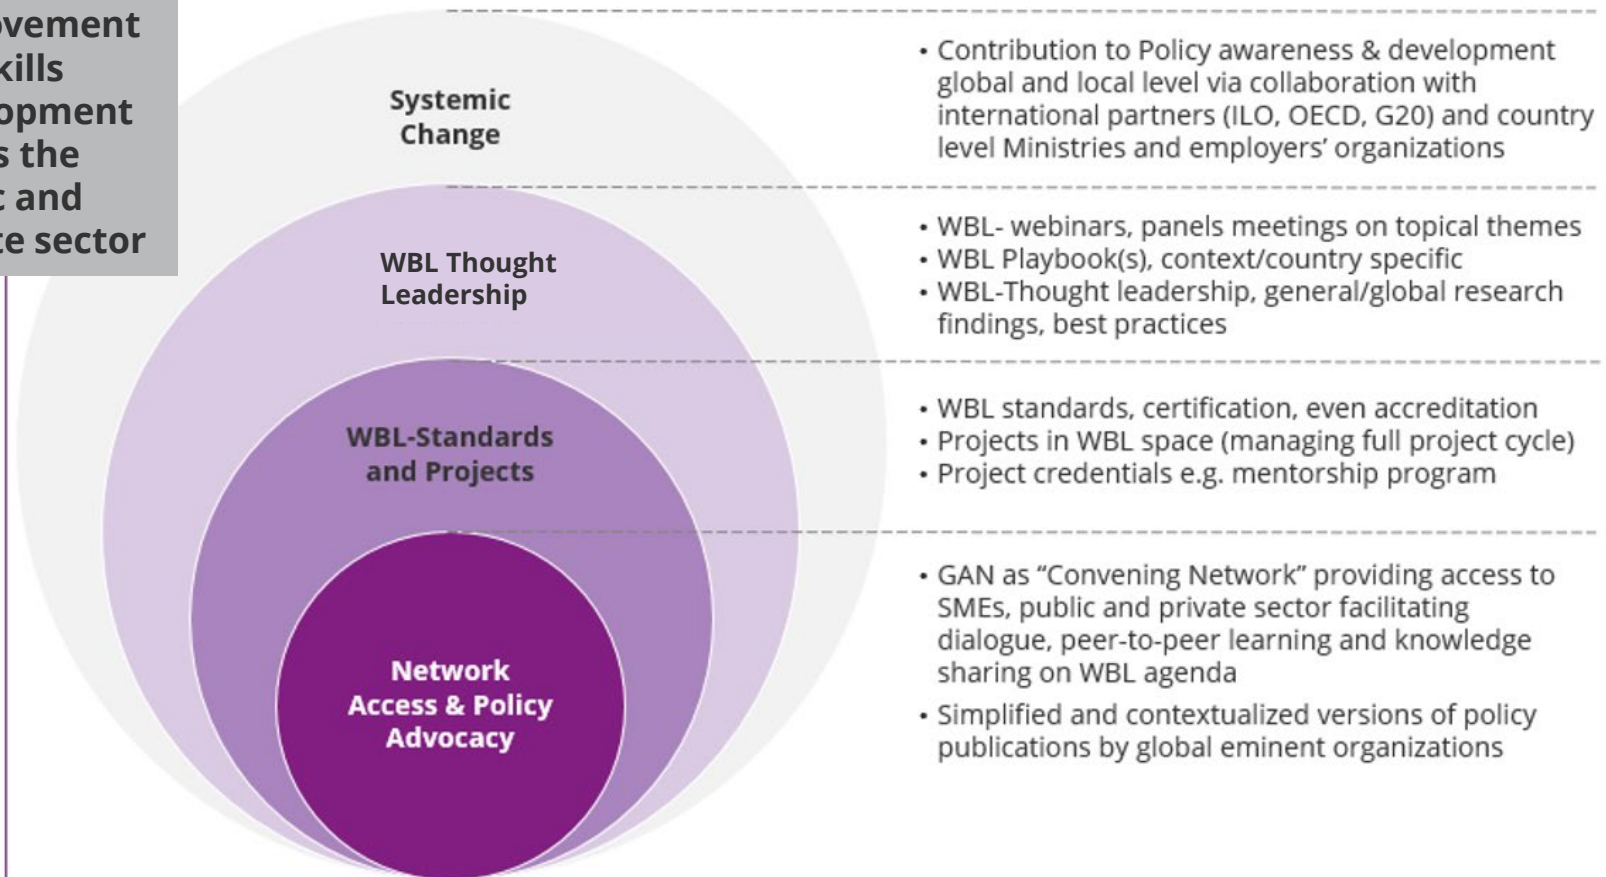 ovement
kills
opment
s the
c and
te sector
Systemic
Change
• Contribution to Policy awareness & development
global and local level via collaboration with
international partners (ILO, OECD, G20) and country
level Ministries and employers’ organizations
WBL Thought
Leadership
• WBL- webinars, panels meetings on topical themes
• WBL Playbook(s), context/country specific
• WBL-Thought leadership, general/global research
findings, best practices
WBL-Standards
and Projects
• WBL standards, certification, even accreditation
• Projects in WBL space (managing full project cycle)
• Project credentials e.g. mentorship program
Network
Access & Policy
Advocacy
• GAN as “Convening Network” providing access to
SMEs, public and private sector facilitating
dialogue, peer-to-peer learning and knowledge
sharing on WBL agenda
• Simplified and contextualized versions of policy
publications by global eminent organizations